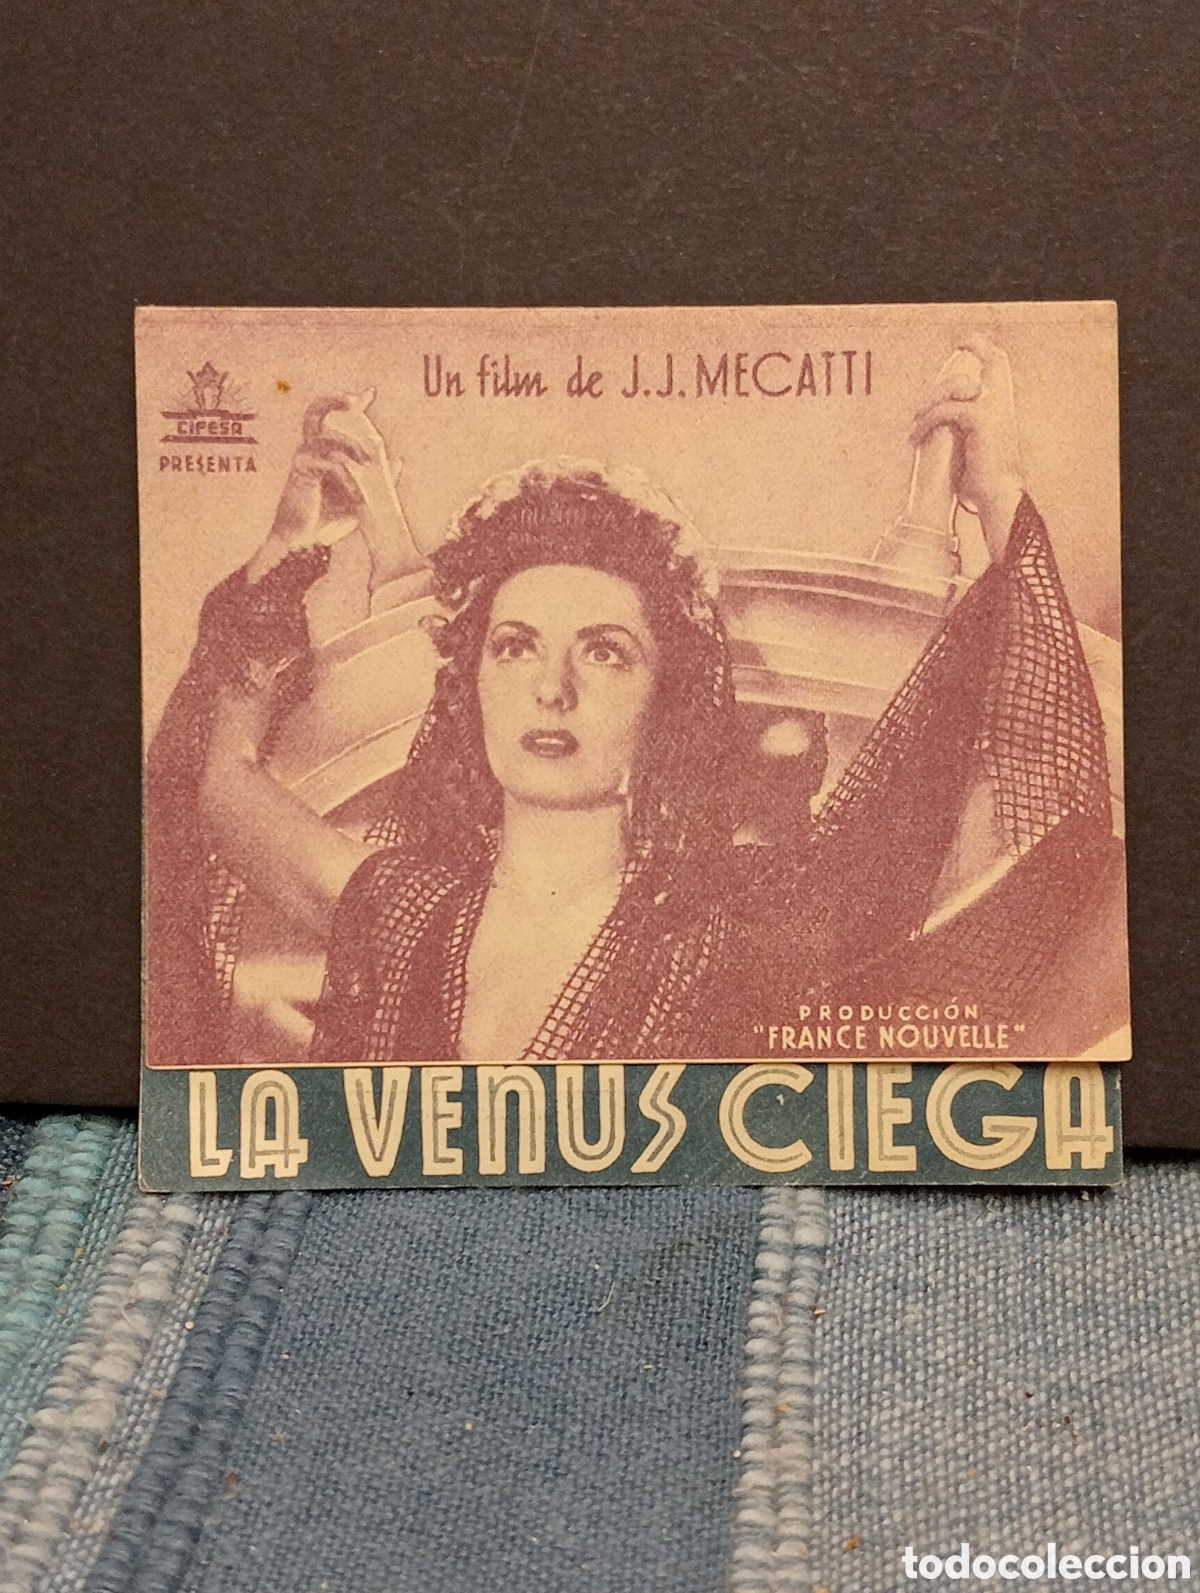 Un film de J.J. MECATTI
CIFESA
PRESENTA
PRODUCCIÓN
"FRANCE NOUVELLE"
LA VENUS CIEGA
todocoleccion